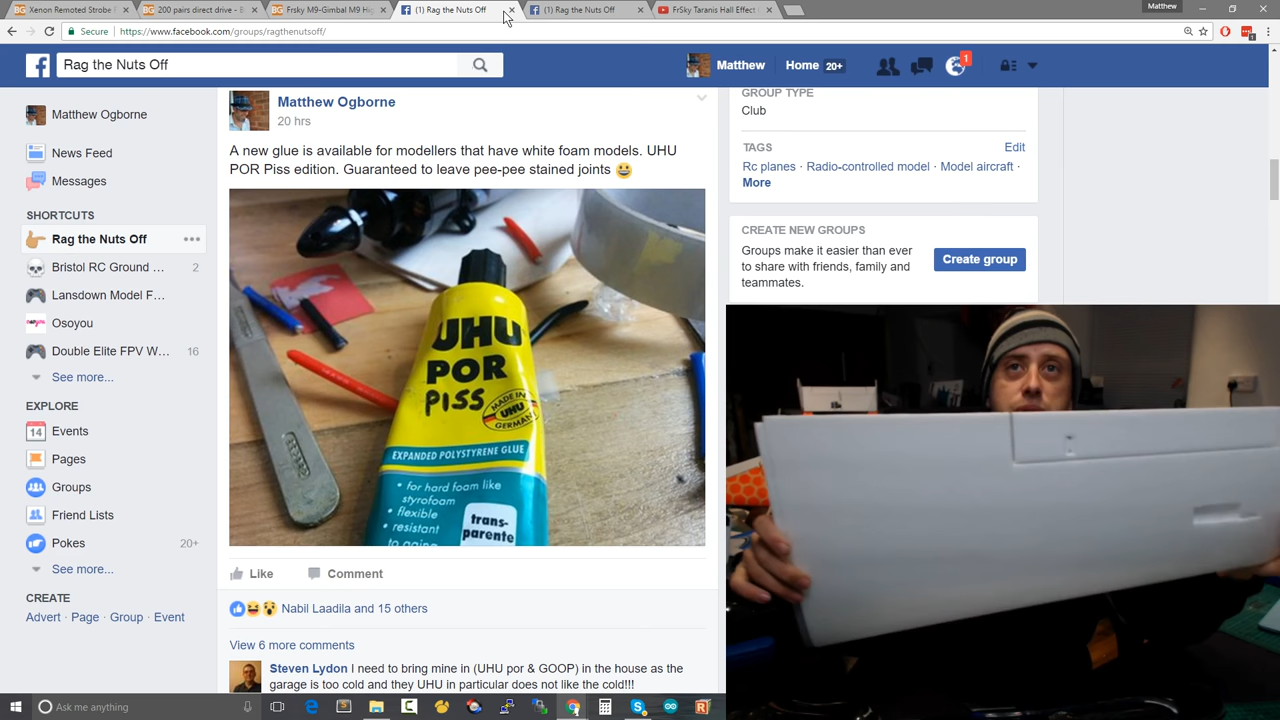 Matthew
Xenon Remoted Strobe
200 pairs direct drive - B
Frsky M9-Gimbal M9 Hig
(1) Rag the Nuts Off
(1) Rag the Nuts Off
FrSky Taranis Hall Effect
Secure
https://www.facebook.com/groups/ragthenutsoff/
Rag the Nuts Off
Matthew
Home 20+
1
Matthew Ogborne
News Feed
Messages
SHORTCUTS
Rag the Nuts Off
Bristol RC Ground ... 2
Lansdown Model F...
Osoyou
Double Elite FPV W... 16
See more...
EXPLORE
14 Events
Pages
Groups
Friend Lists
Pokes 20+
See more...
CREATE
Advert · Page · Group · Event
Matthew Ogborne
20 hrs
A new glue is available for modellers that have white foam models. UHU
POR Piss edition. Guaranteed to leave pee-pee stained joints
UHU
POR
PISS
MADE IN
UHU
GERMANY
EXPANDED POLYSTYRENE GLUE
• for hard foam like
styrofoam
• flexible
• resistant
to aging
trans-
parente
Like
Comment
Nabil Laadila and 15 others
View 6 more comments
Steven Lydon I need to bring mine in (UHU por & GOOP) in the house as the
garage is too cold and they UHU in particular does not like the cold!!!
GROUP TYPE
Club
TAGS
Edit
Rc planes · Radio-controlled model · Model aircraft ·
More
CREATE NEW GROUPS
Groups make it easier than ever
to share with friends, family and
teammates.
Create group
Ask me anything